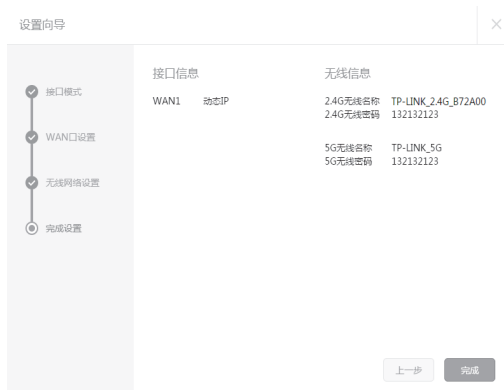 设置向导
接口模式
WAN口设置
无线网络设置
完成设置
接口信息
WAN1 动态IP
无线信息
2.4G无线名称 TP-LINK_2.4G_B72A00
2.4G无线密码 132132123
5G无线名称 TP-LINK_5G
5G无线密码 132132123
上一步 完成